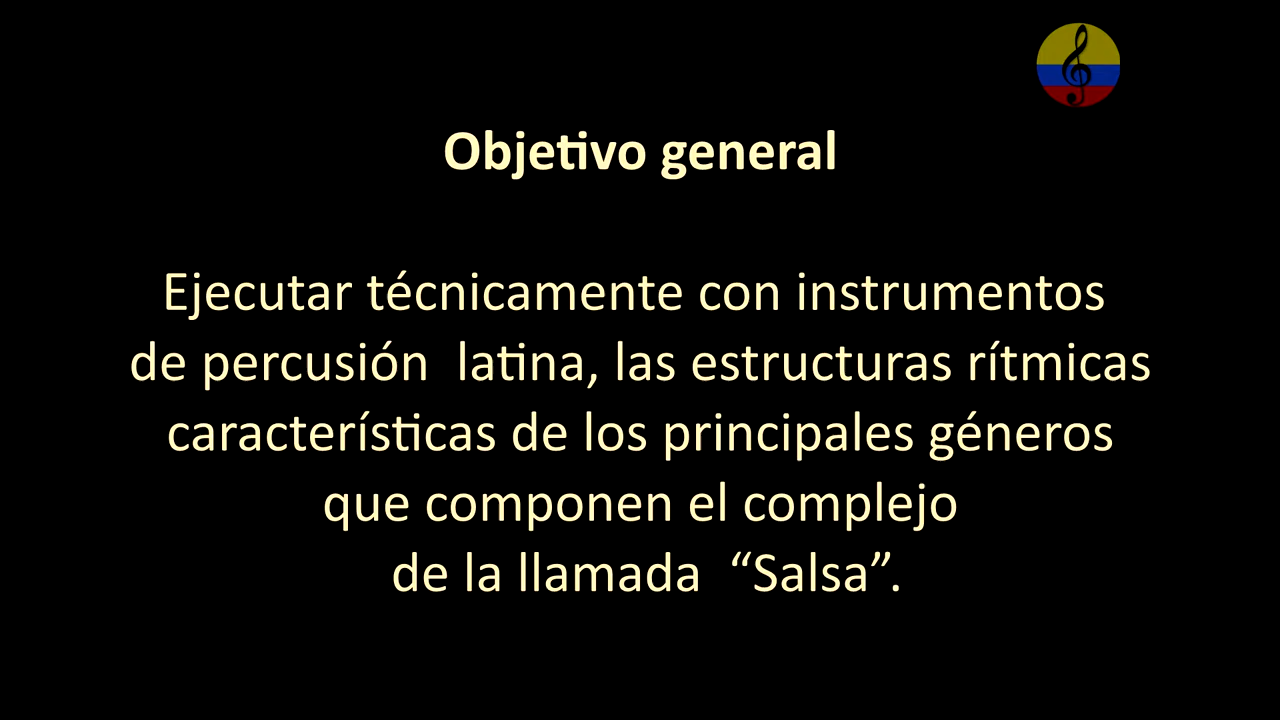 Objetivo general
Ejecutar técnicamente con instrumentos
de percusión latina, las estructuras rítmicas
características de los principales géneros
que componen el complejo
de la llamada “Salsa”.